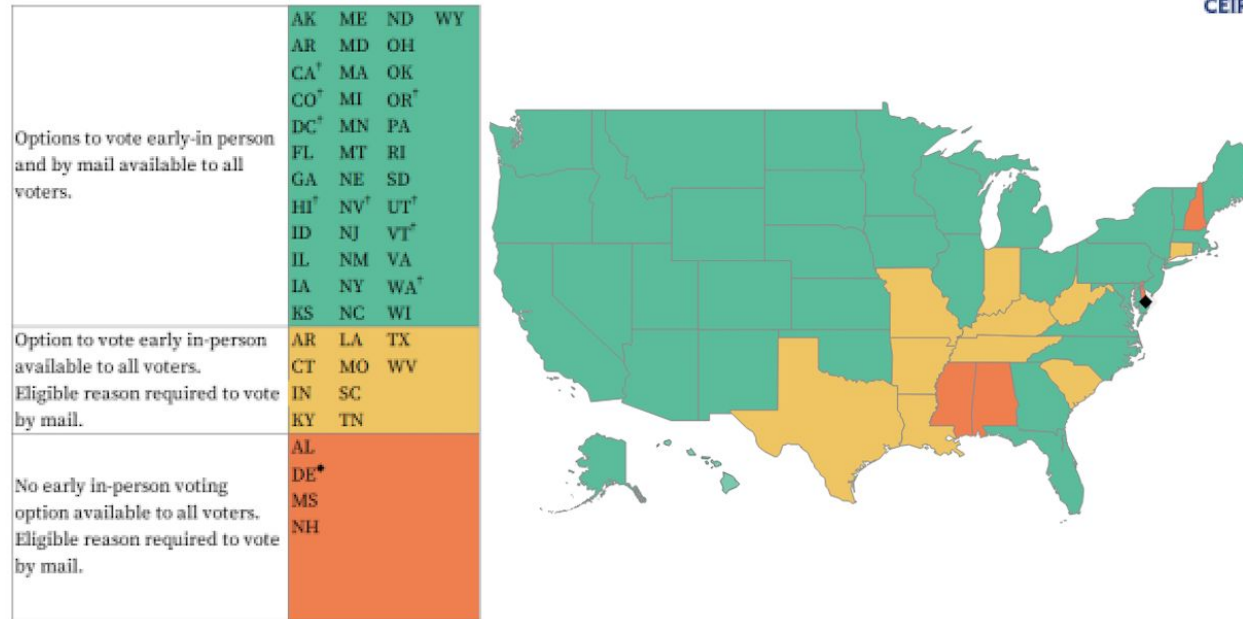 CEIR
AK ME ND WY
AR MD OH
CA† MA OK
CO† MI OR†
DC† MN PA
FL MT RI
GA NE SD
HI† NV† UT†
ID NJ VT†
IL NM VA
IA NY WA†
KS NC WI
Options to vote early-in person
and by mail available to all
voters.
AR LA TX
CT MO WV
IN SC
KY TN
Option to vote early in-person
available to all voters.
Eligible reason required to vote
by mail.
AL
DE◆
MS
NH
No early in-person voting
option available to all voters.
Eligible reason required to vote
by mail.